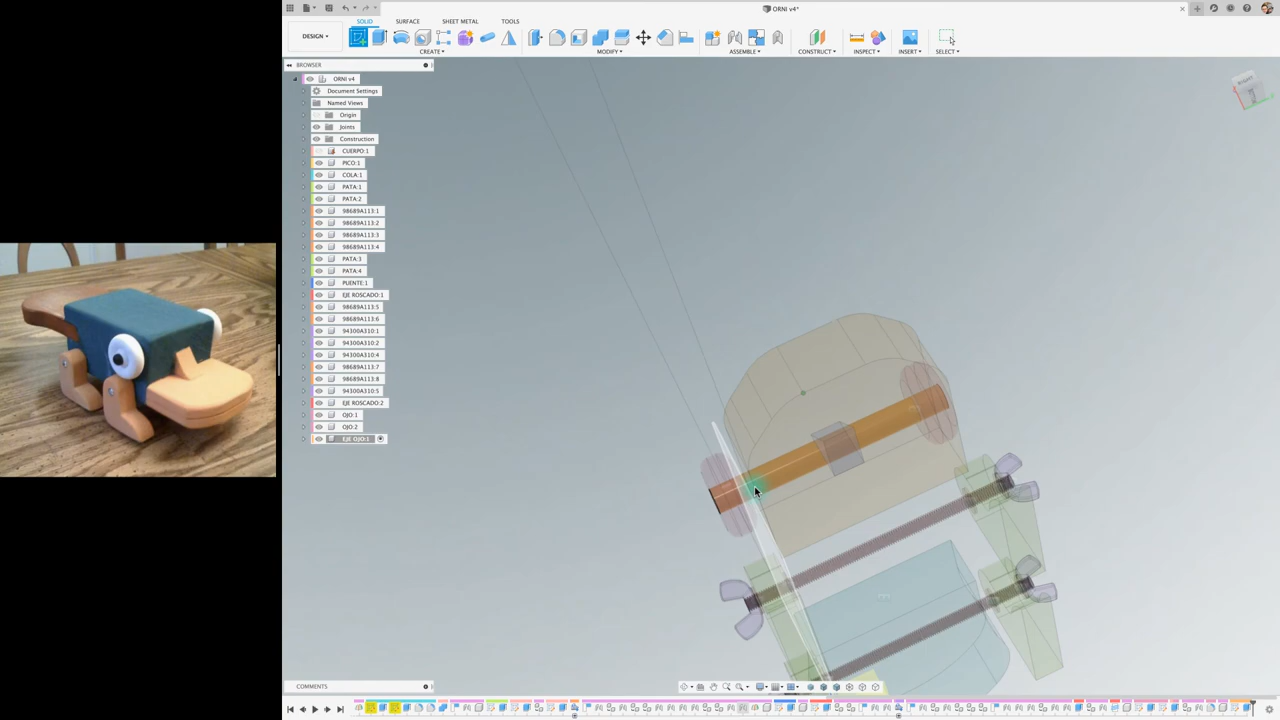 ORNI v4*
SOLID SURFACE SHEET METAL TOOLS
DESIGN ▾
CREATE ▾ MODIFY ▾ ASSEMBLE ▾ CONSTRUCT ▾ INSPECT ▾ INSERT ▾ SELECT ▾
BROWSER
ORNI v4
Document Settings
Named Views
Origin
Joints
Construction
CUERPO:1
PICO:1
COLA:1
PATA:1
PATA:2
98689A113:1
98689A113:2
98689A113:3
98689A113:4
PATA:3
PATA:4
PUENTE:1
EJE ROSCADO:1
98689A113:5
98689A113:6
94300A310:1
94300A310:2
94300A310:4
98689A113:7
98689A113:8
94300A310:5
EJE ROSCADO:2
OJO:1
OJO:2
EJE OJO:1
COMMENTS